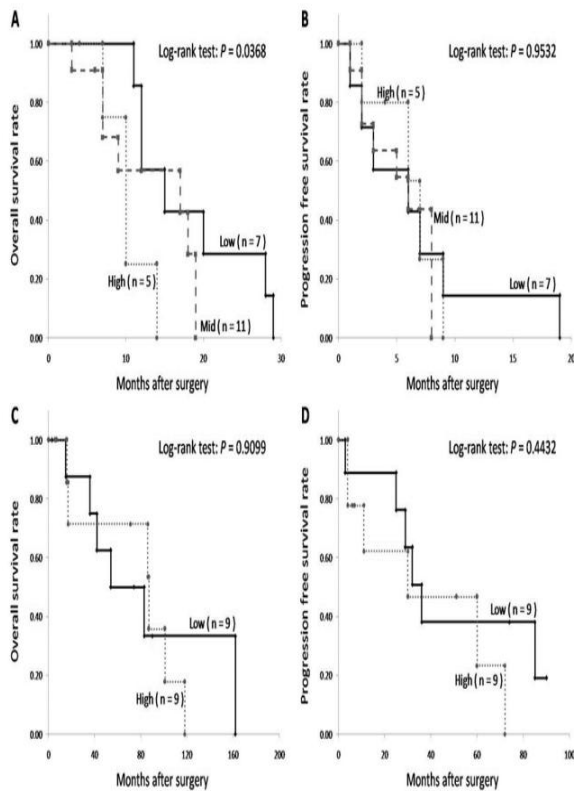 A
Log-rank test: P = 0.0368
Overall survival rate
1.00
0.80
0.60
0.40
0.20
0.00
Low ( n = 7 )
High ( n = 5 )
Mid ( n = 11 )
0
10
20
30
Months after surgery
B
Log-rank test: P = 0.9532
Progression free survival rate
1.00
0.80
0.60
0.40
0.20
0.00
High ( n = 5 )
Mid ( n = 11 )
Low ( n = 7 )
0
5
10
15
20
Months after surgery
C
Log-rank test: P = 0.9099
Overall survival rate
1.00
0.80
0.60
0.40
0.20
0.00
Low ( n = 9 )
High ( n = 9 )
0
40
80
120
160
200
Months after surgery
D
Log-rank test: P = 0.4432
Progression free survival rate
1.00
0.80
0.60
0.40
0.20
0.00
Low ( n = 9 )
High ( n = 9 )
0
20
40
60
80
100
Months after surgery